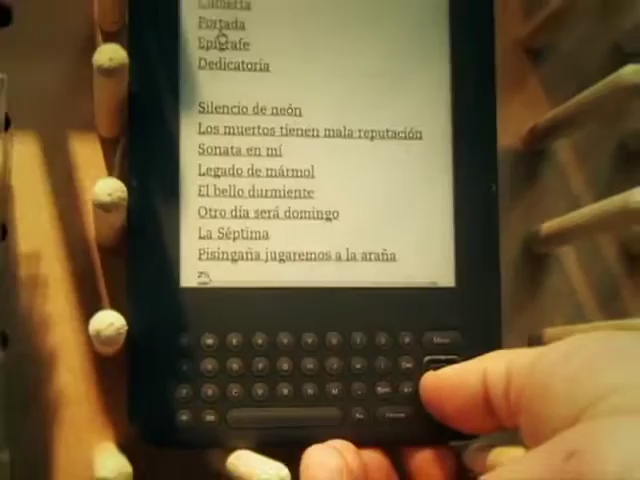 Portada
Epígrafe
Dedicatoria
Silencio de neón
Los muertos tienen mala reputación
Sonata en mí
Legado de mármol
El bello durmiente
Otro día será domingo
La Séptima
Pisingaña jugaremos a la araña